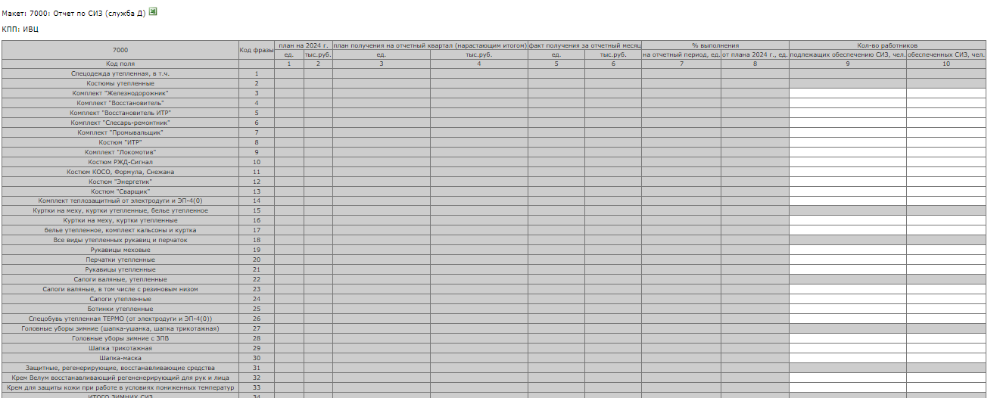 Макет: 7000: Отчет по СИЗ (служба Д)
КПП: ИВЦ
7000 Код фразы план на 2024 г. план получения на отчетный квартал (нарастающим итогом) факт получения за отчетный месяц % выполнения Кол-во работников
ед. тыс.руб. ед. тыс.руб. ед. тыс.руб. на отчетный период, ед. от плана 2024 г., ед. подлежащих обеспечению СИЗ, чел. обеспеченных СИЗ, чел.
Код поля 1 2 3 4 5 6 7 8 9 10
Спецодежда утепленная, в т.ч. 1
Костюмы утепленные 2
Комплект "Железнодорожник" 3
Комплект "Восстановитель" 4
Комплект "Восстановитель ИТР" 5
Комплект "Слесарь-ремонтник" 6
Комплект "Промывальщик" 7
Костюм "ИТР" 8
Комплект "Локомотив" 9
Костюм РЖД-Сигнал 10
Костюм КОСО, Формула, Снежана 11
Костюм "Энергетик" 12
Костюм "Сварщик" 13
Комплект теплозащитный от электродуги и ЭП-4(0) 14
Куртки на меху, куртки утепленные, белье утепленное 15
Куртки на меху, куртки утепленные 16
белье утепленное, комплект кальсоны и куртка 17
Все виды утепленных рукавиц и перчаток 18
Рукавицы меховые 19
Перчатки утепленные 20
Рукавицы утепленные 21
Сапоги валяные, утепленные 22
Сапоги валяные, в том числе с резиновым низом 23
Сапоги утепленные 24
Ботинки утепленные 25
Спецобувь утепленная ТЕРМО (от электродуги и ЭП-4(0)) 26
Головные уборы зимние (шапка-ушанка, шапка трикотажная) 27
Головные уборы зимние с ЗПВ 28
Шапка трикотажная 29
Шапка-маска 30
Защитные, регенерирующие, восстанавливающие средства 31
Крем Велум восстанавливающий регененерирующий для рук и лица 32
Крем для защиты кожи при работе в условиях пониженных температур 33
ИТОГО ЗИМНИХ СИЗ 34